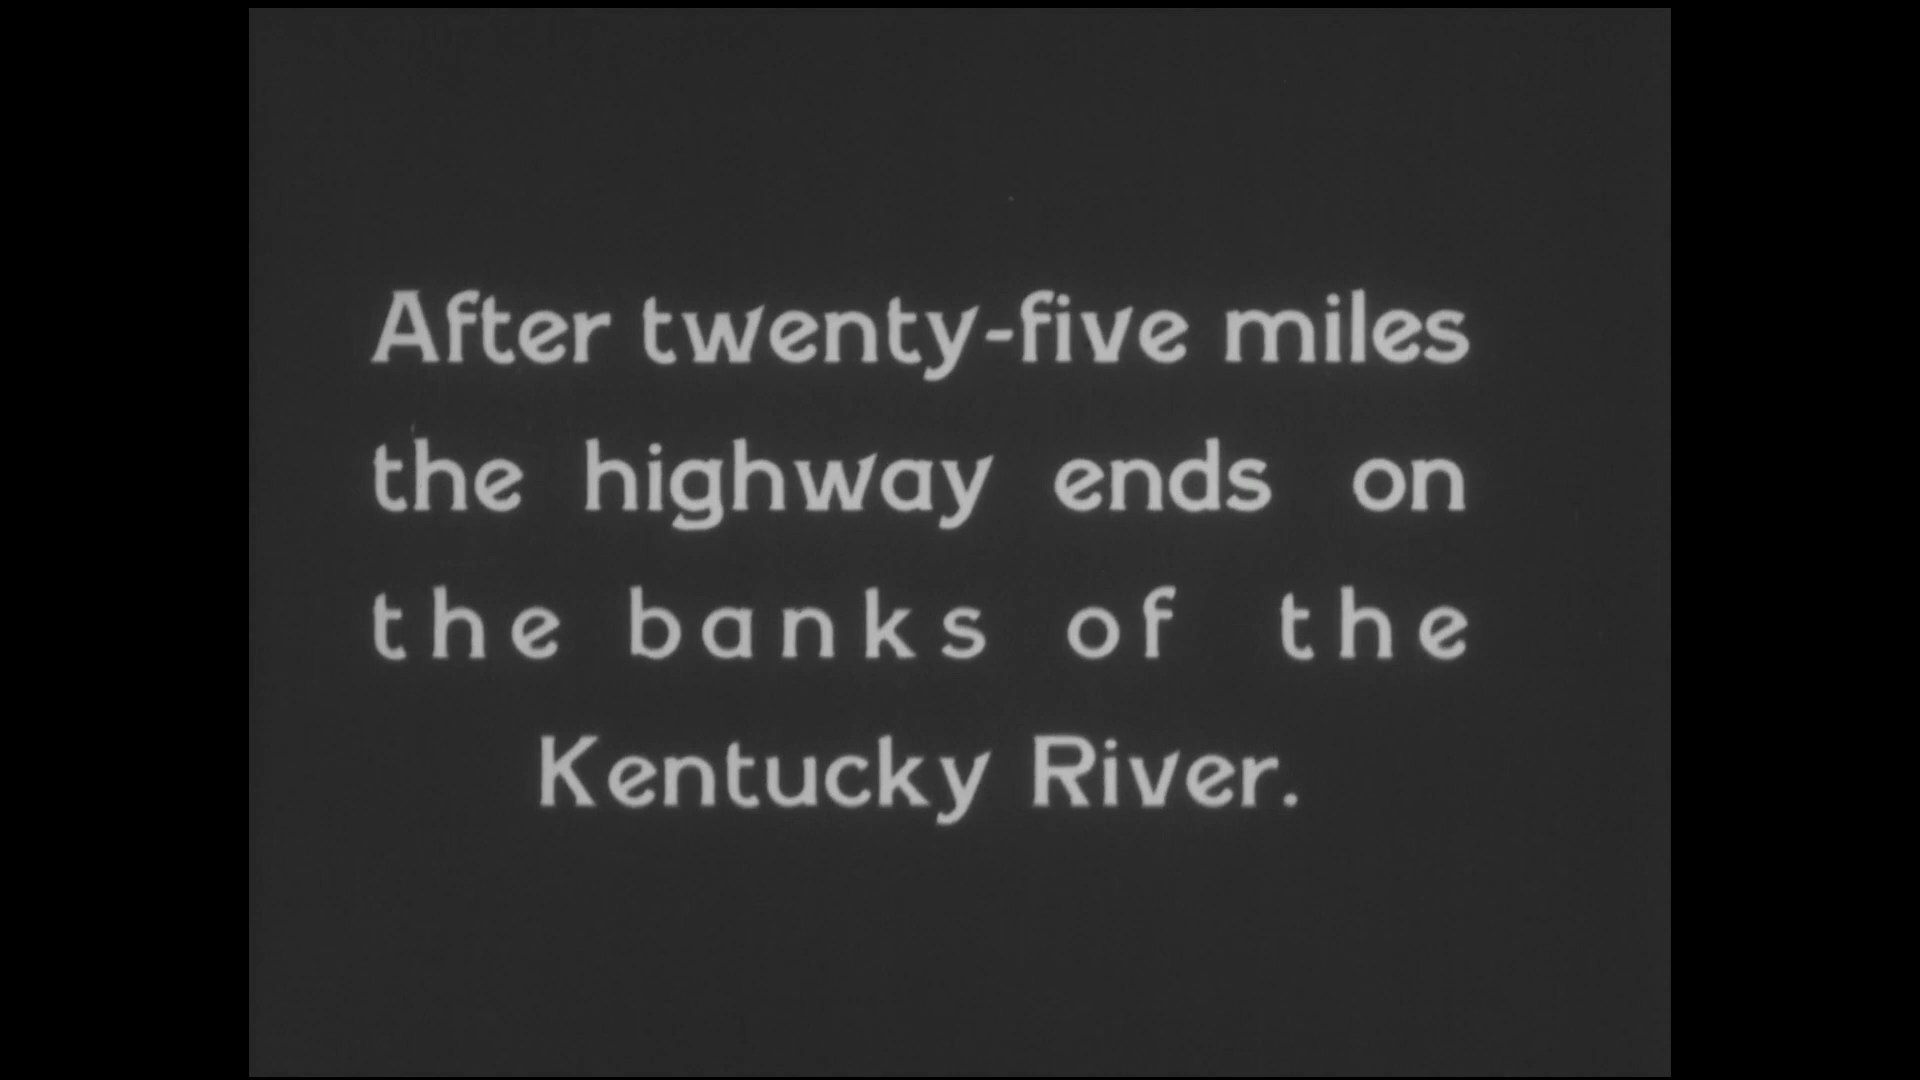 After twenty-five miles
the highway ends on
the banks of the
Kentucky River.